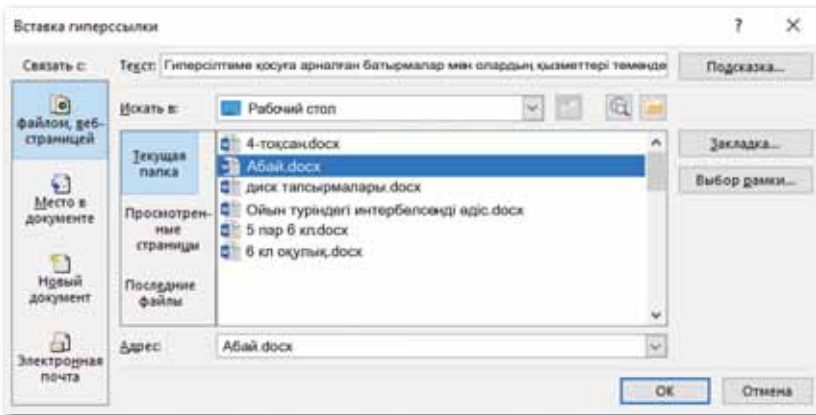 Вставка гиперссылки
? ×
Связать с:
Текст: Гиперсілтеме қосуға арналған батырмалар мен олардың қызметтері төменде
Подсказка...
файлом, веб-
страницей
Искать в:
Рабочий стол
Текущая
папка
4-тоқсан.docx
Абай.docx
диск тапсырмалары.docx
Ойын түріндегі интербелсенді әдіс.docx
5 пар 6 кл.docx
6 кл оқулық.docx
Закладка...
Выбор рамки...
Место в
документе
Просмотрен-
ные
страницы
Новый
документ
Последние
файлы
Электронная
почта
Адрес:
Абай.docx
ОК
Отмена